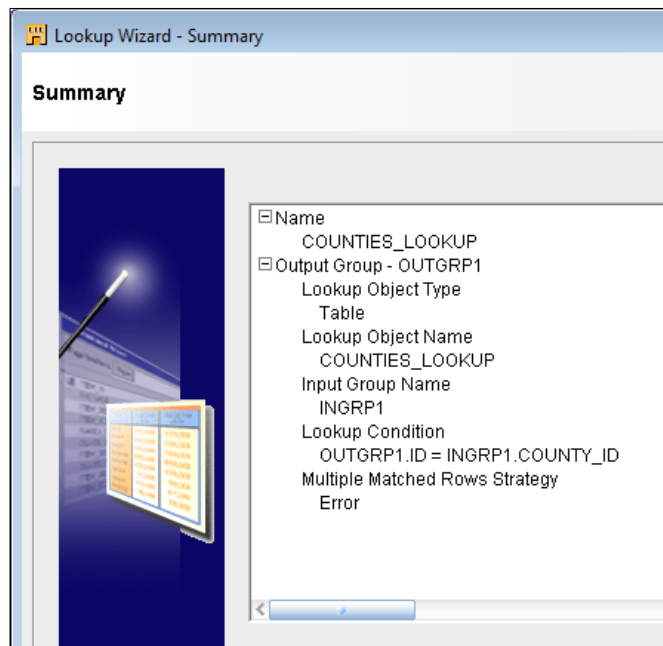 Lookup Wizard - Summary
Summary
Name
COUNTIES_LOOKUP
Output Group - OUTGRP1
Lookup Object Type
Table
Lookup Object Name
COUNTIES_LOOKUP
Input Group Name
INGRP1
Lookup Condition
OUTGRP1.ID = INGRP1.COUNTY_ID
Multiple Matched Rows Strategy
Error